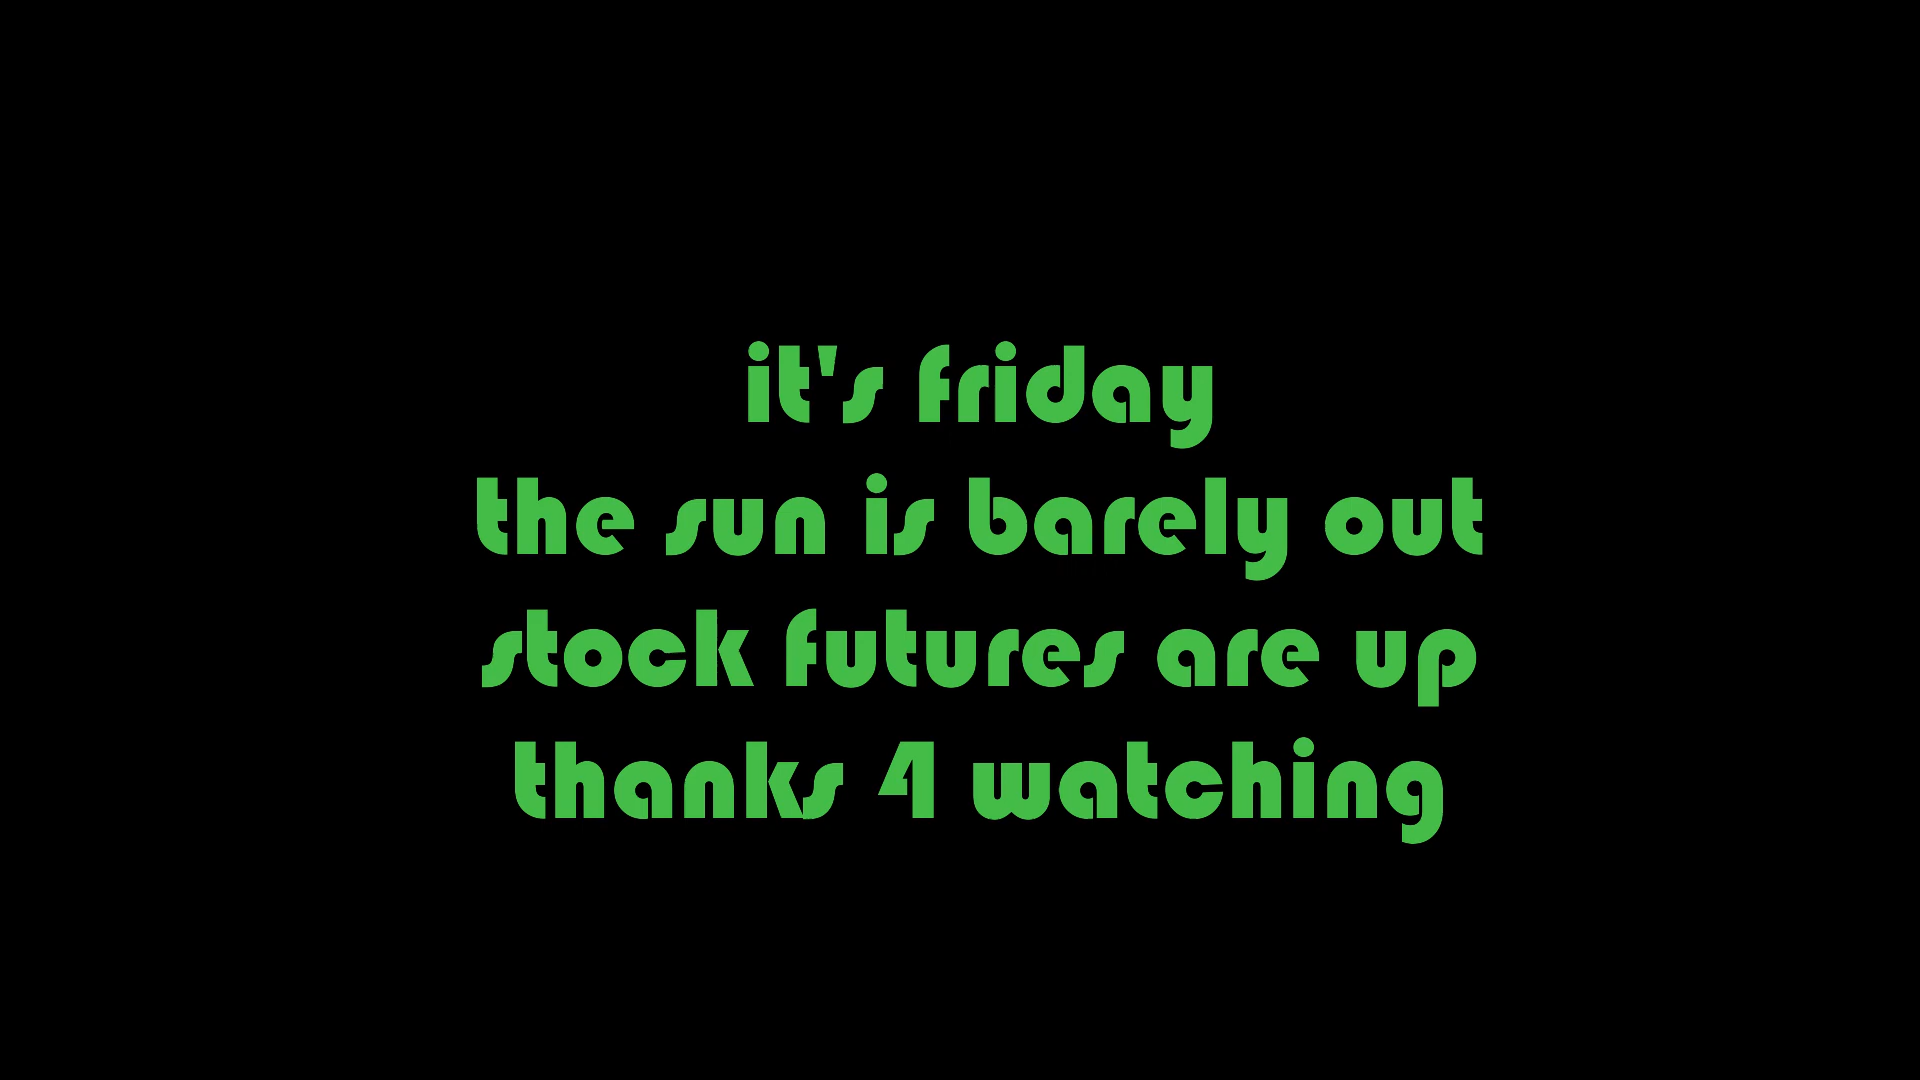 it's friday
the sun is barely out
stock futures are up
thanks 4 watching